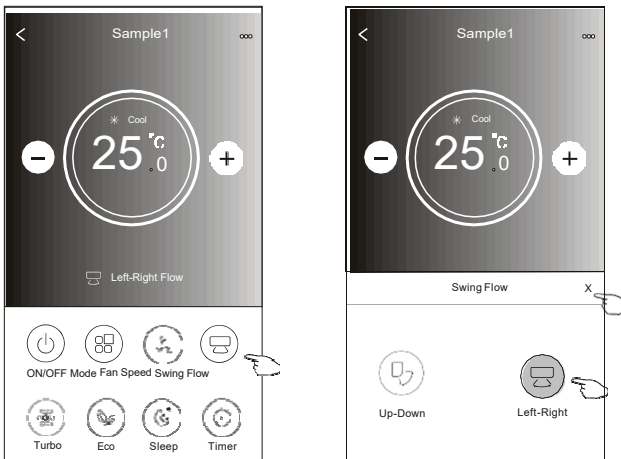 Sample1
Cool
25.0 °C
Left-Right Flow
ON/OFF Mode Fan Speed Swing Flow
Turbo Eco Sleep Timer
Sample1
Cool
25.0 °C
Swing Flow X
Up-Down Left-Right